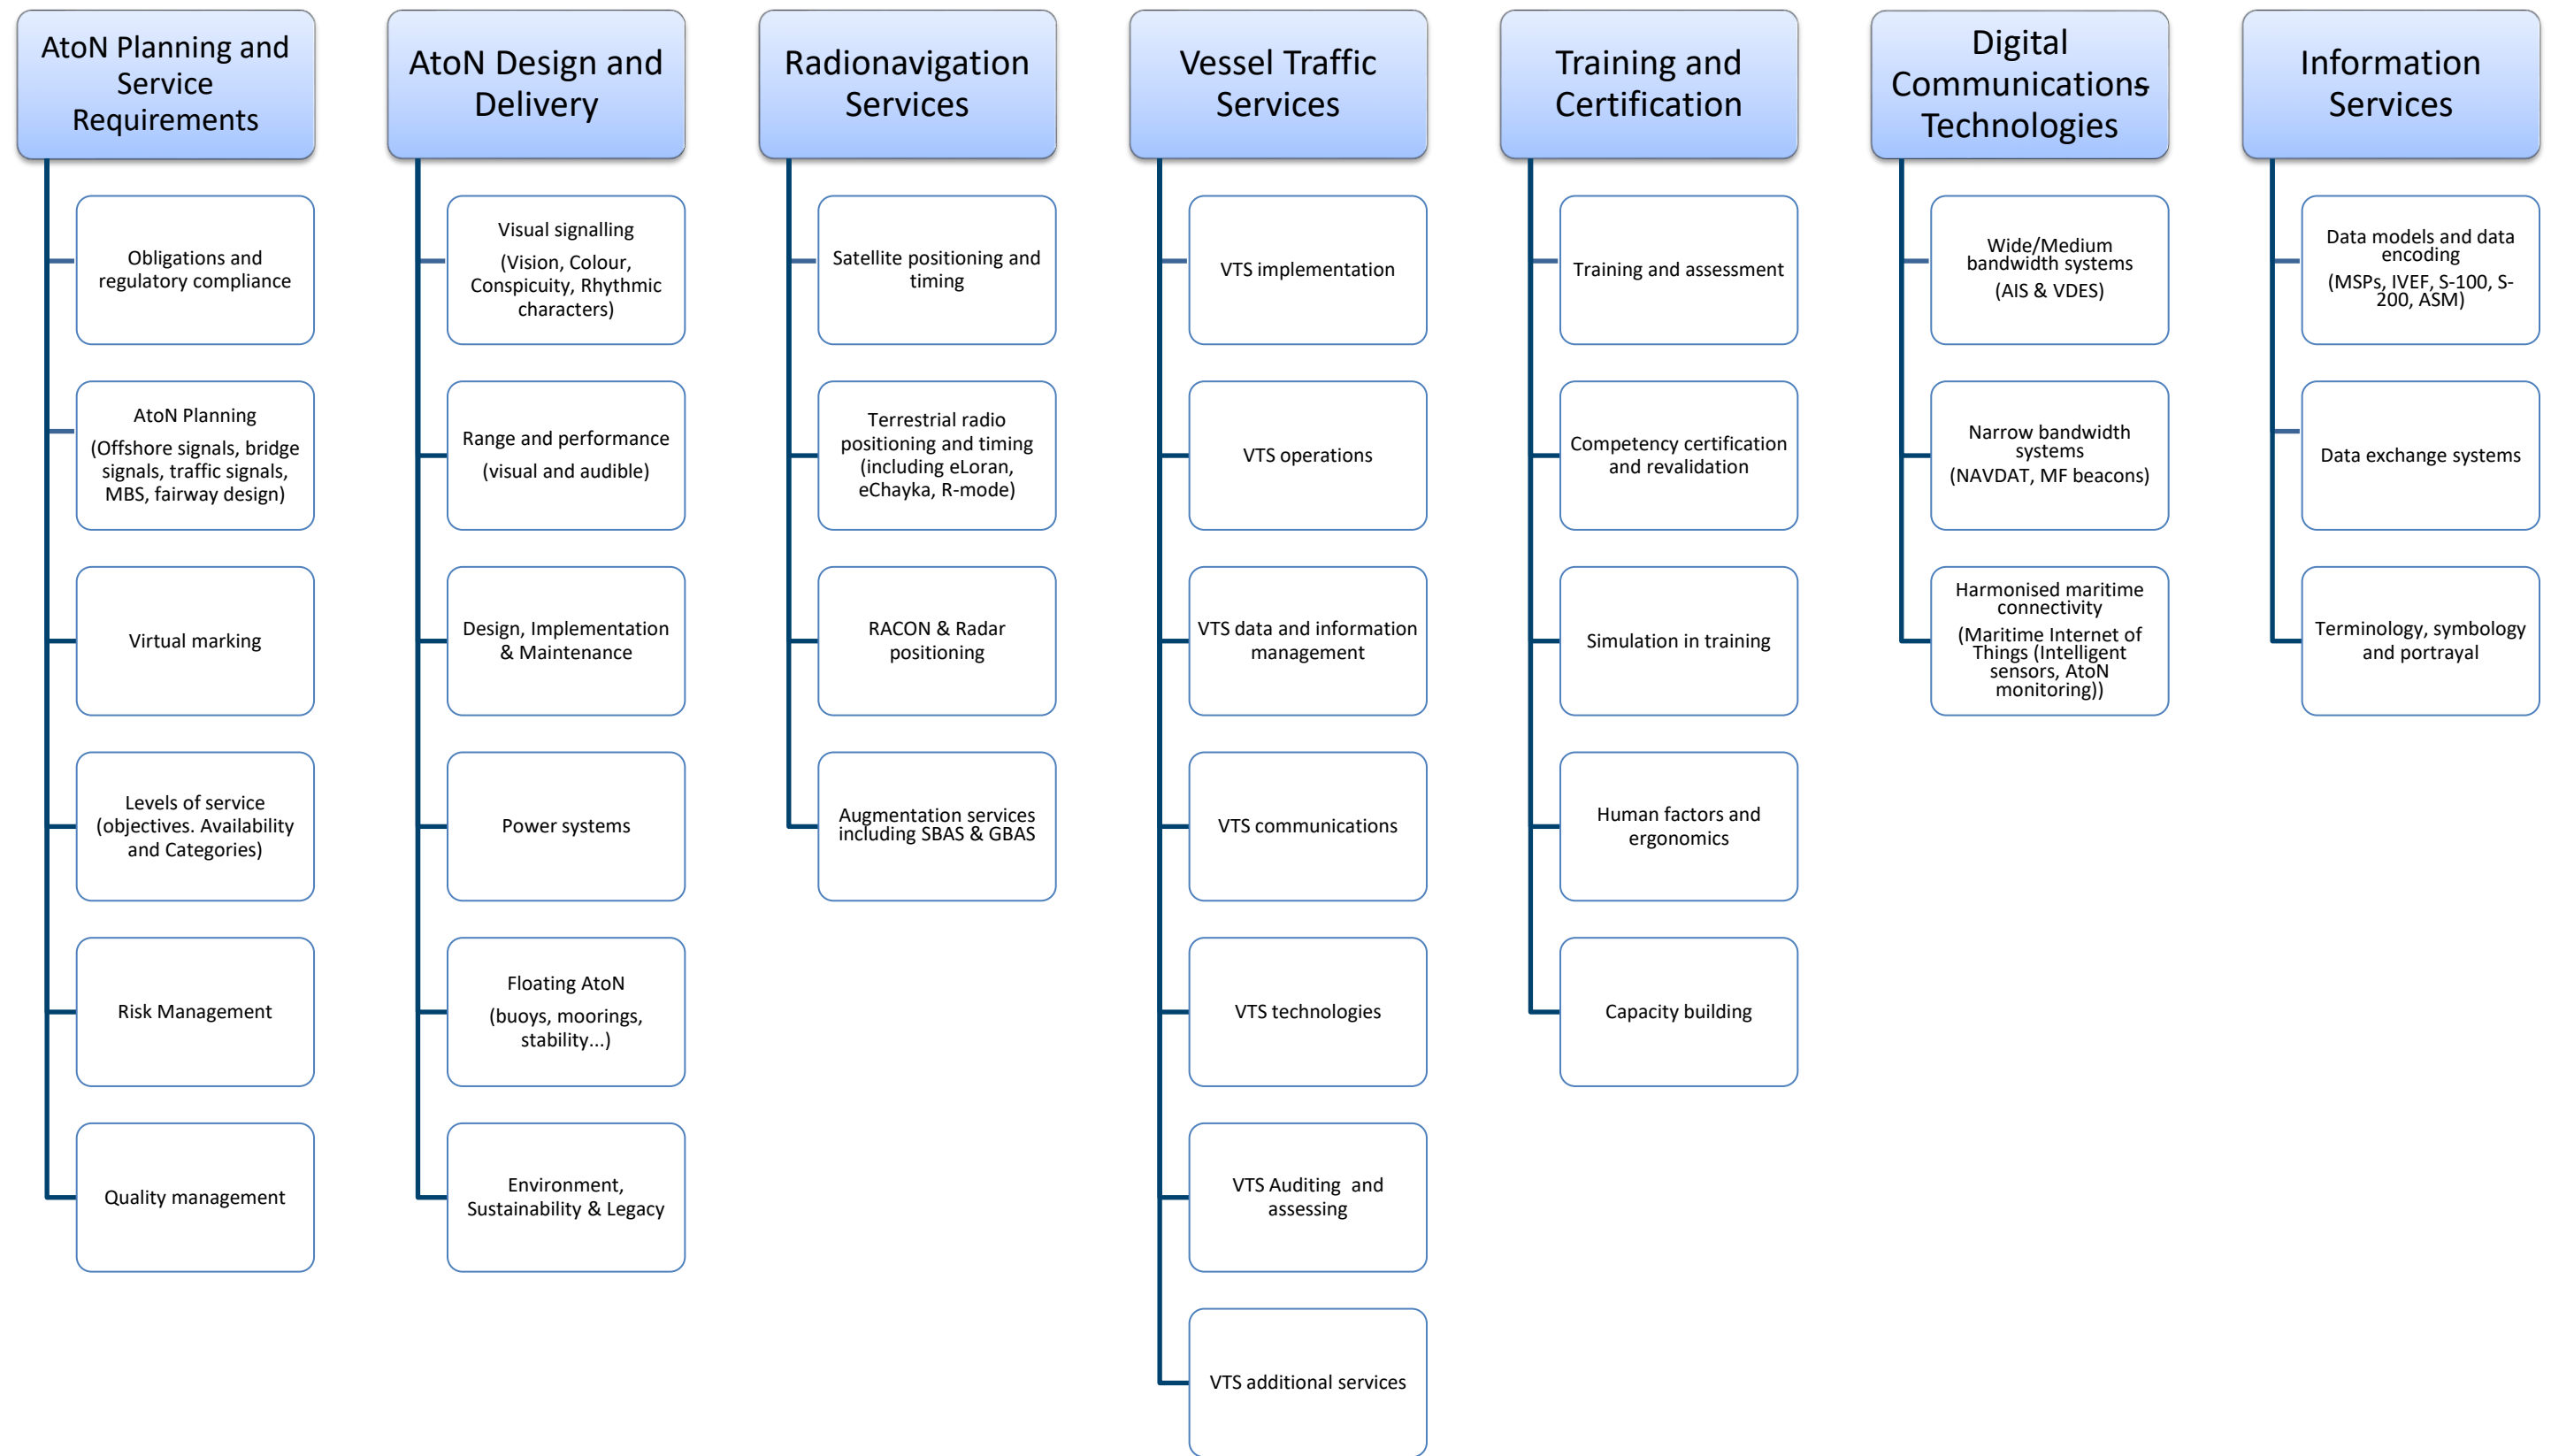 AtoN Planning and
Service
Requirements
Obligations and
regulatory compliance
AtoN Planning
(Offshore signals, bridge
signals, traffic signals,
MBS, fairway design)
Virtual marking
Levels of service
(objectives. Availability
and Categories)
Risk Management
Quality management
AtoN Design and
Delivery
Visual signalling
(Vision, Colour,
Conspicuity, Rhythmic
characters)
Range and performance
(visual and audible)
Design, Implementation
& Maintenance
Power systems
Floating AtoN
(buoys, moorings,
stability...)
Environment,
Sustainability & Legacy
Radionavigation
Services
Satellite positioning and
timing
Terrestrial radio
positioning and timing
(including eLoran,
eChayka, R-mode)
RACON & Radar
positioning
Augmentation services
including SBAS & GBAS
Vessel Traffic
Services
VTS implementation
VTS operations
VTS data and information
management
VTS communications
VTS technologies
VTS Auditing and
assessing
VTS additional services
Training and
Certification
Training and assessment
Competency certification
and revalidation
Simulation in training
Human factors and
ergonomics
Capacity building
Digital
Communications
Technologies
Wide/Medium
bandwidth systems
(AIS & VDES)
Narrow bandwidth
systems
(NAVDAT, MF beacons)
Harmonised maritime
connectivity
(Maritime Internet of
Things (Intelligent
sensors, AtoN
monitoring))
Information
Services
Data models and data
encoding
(MSPs, IVEF, S-100, S-
200, ASM)
Data exchange systems
Terminology, symbology
and portrayal